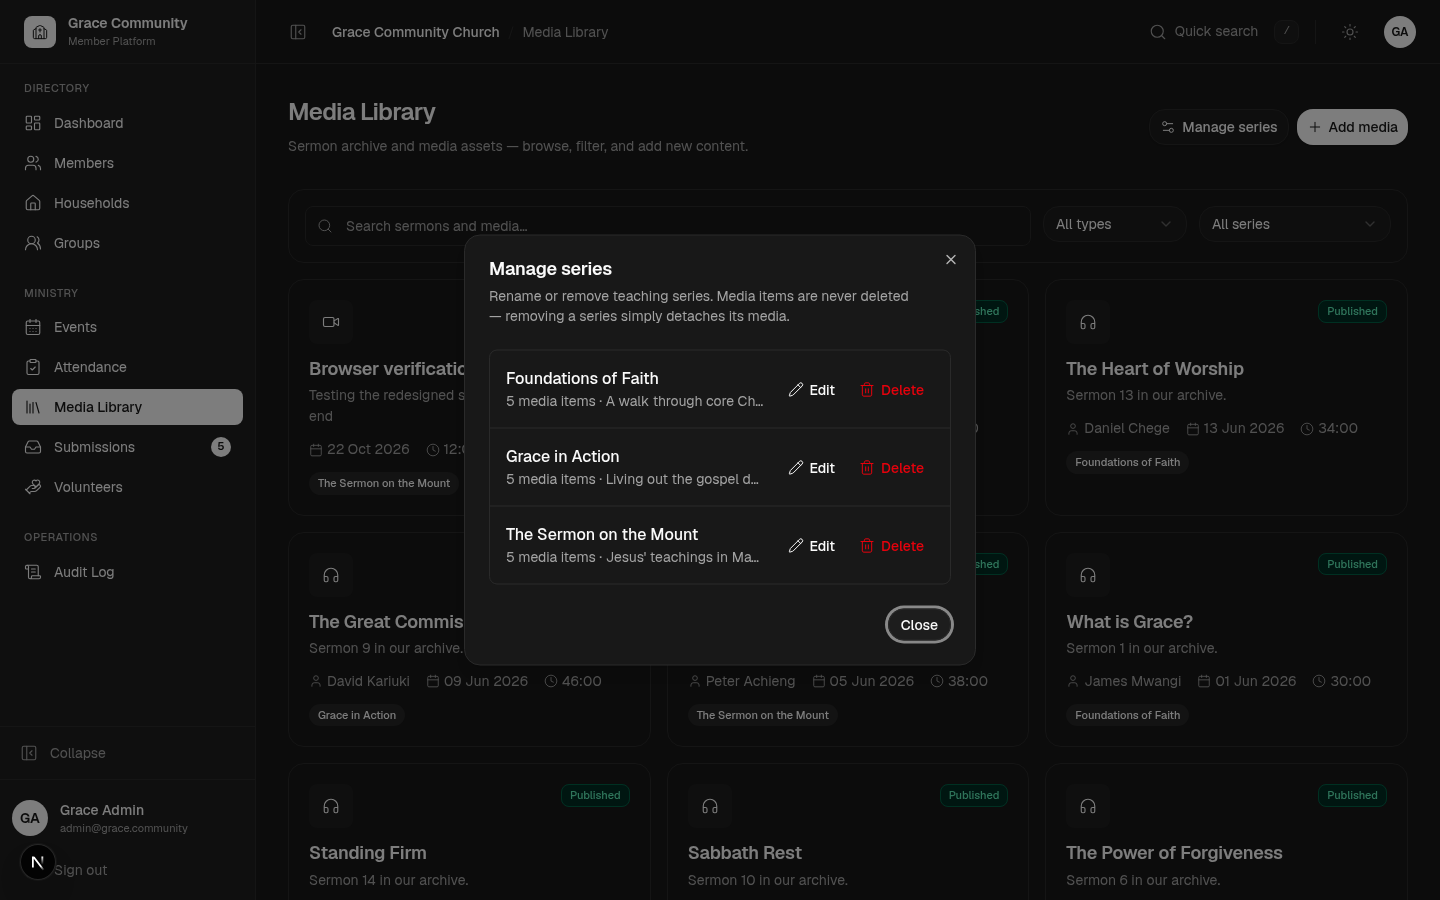 Grace Community
Member Platform
DIRECTORY
Dashboard
Members
Households
Groups
MINISTRY
Events
Attendance
Media Library
Submissions
5
Volunteers
OPERATIONS
Audit Log
Collapse
GA
Grace Admin
admin@grace.community
N
Sign out
Grace Community Church / Media Library
Quick search
/
GA
Media Library
Sermon archive and media assets — browse, filter, and add new content.
Manage series
Add media
Search sermons and media…
All types
All series
Manage series
Rename or remove teaching series. Media items are never deleted
— removing a series simply detaches its media.
Foundations of Faith
5 media items · A walk through core Ch…
Edit
Delete
Grace in Action
5 media items · Living out the gospel d…
Edit
Delete
The Sermon on the Mount
5 media items · Jesus' teachings in Ma…
Edit
Delete
Close
Browser verificatio
Testing the redesigned s
end
22 Oct 2026
12:0
The Sermon on the Mount
Published
The Heart of Worship
Sermon 13 in our archive.
Daniel Chege
13 Jun 2026
34:00
Foundations of Faith
The Great Commis
Sermon 9 in our archive.
David Kariuki
09 Jun 2026
46:00
Grace in Action
Peter Achieng
05 Jun 2026
38:00
The Sermon on the Mount
Published
What is Grace?
Sermon 1 in our archive.
James Mwangi
01 Jun 2026
30:00
Foundations of Faith
Published
Standing Firm
Sermon 14 in our archive.
Published
Sabbath Rest
Sermon 10 in our archive.
Published
The Power of Forgiveness
Sermon 6 in our archive.